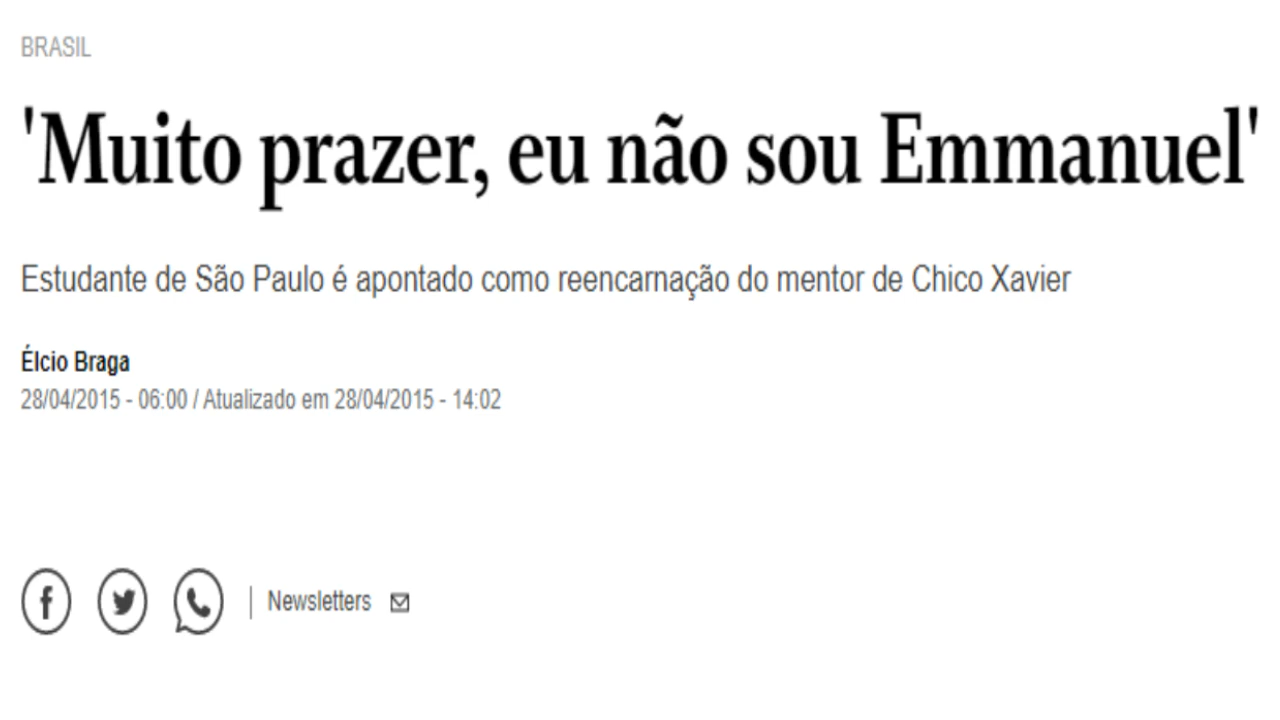 BRASIL
'Muito prazer, eu não sou Emmanuel'
Estudante de São Paulo é apontado como reencarnação do mentor de Chico Xavier
Élcio Braga
28/04/2015 - 06:00 / Atualizado em 28/04/2015 - 14:02
Newsletters